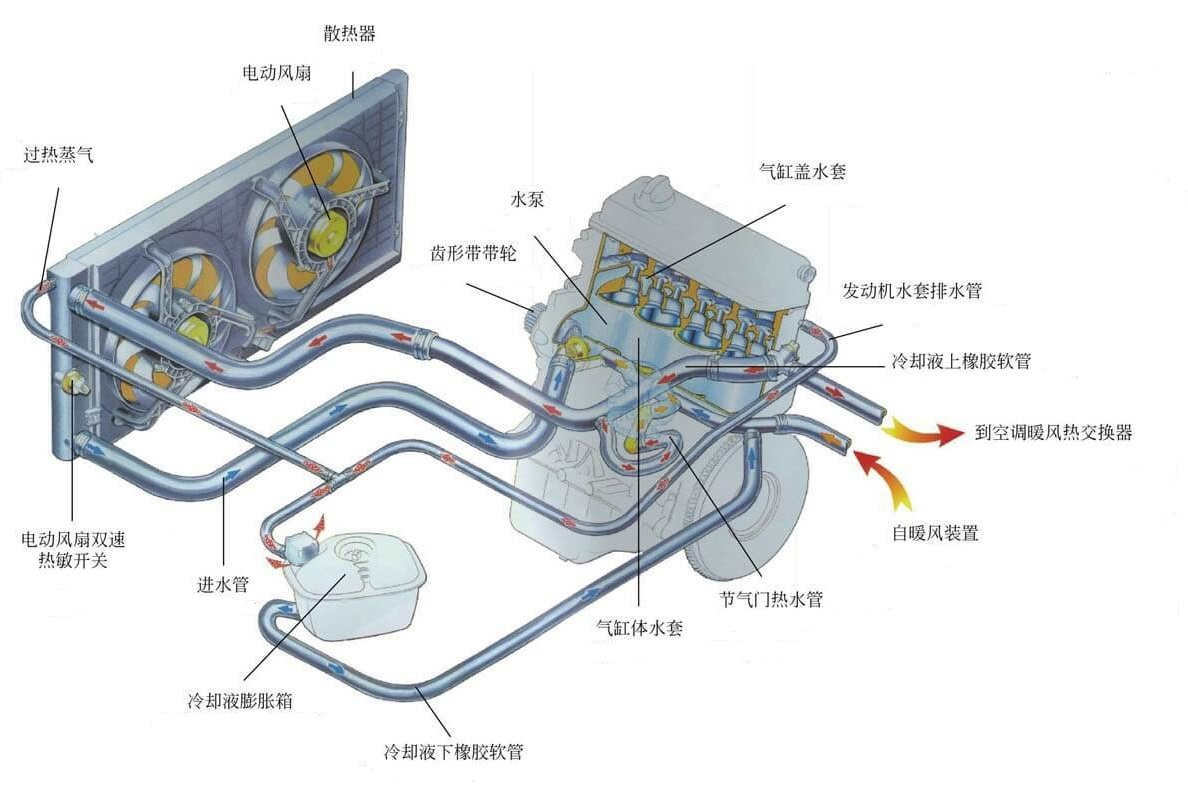 散热器
电动风扇
过热蒸气
气缸盖水套
水泵
齿形带带轮
发动机水套排水管
冷却液上橡胶软管
到空调暖风热交换器
自暖风装置
电动风扇双速
热敏开关
进水管
节气门热水管
气缸体水套
冷却液膨胀箱
冷却液下橡胶软管